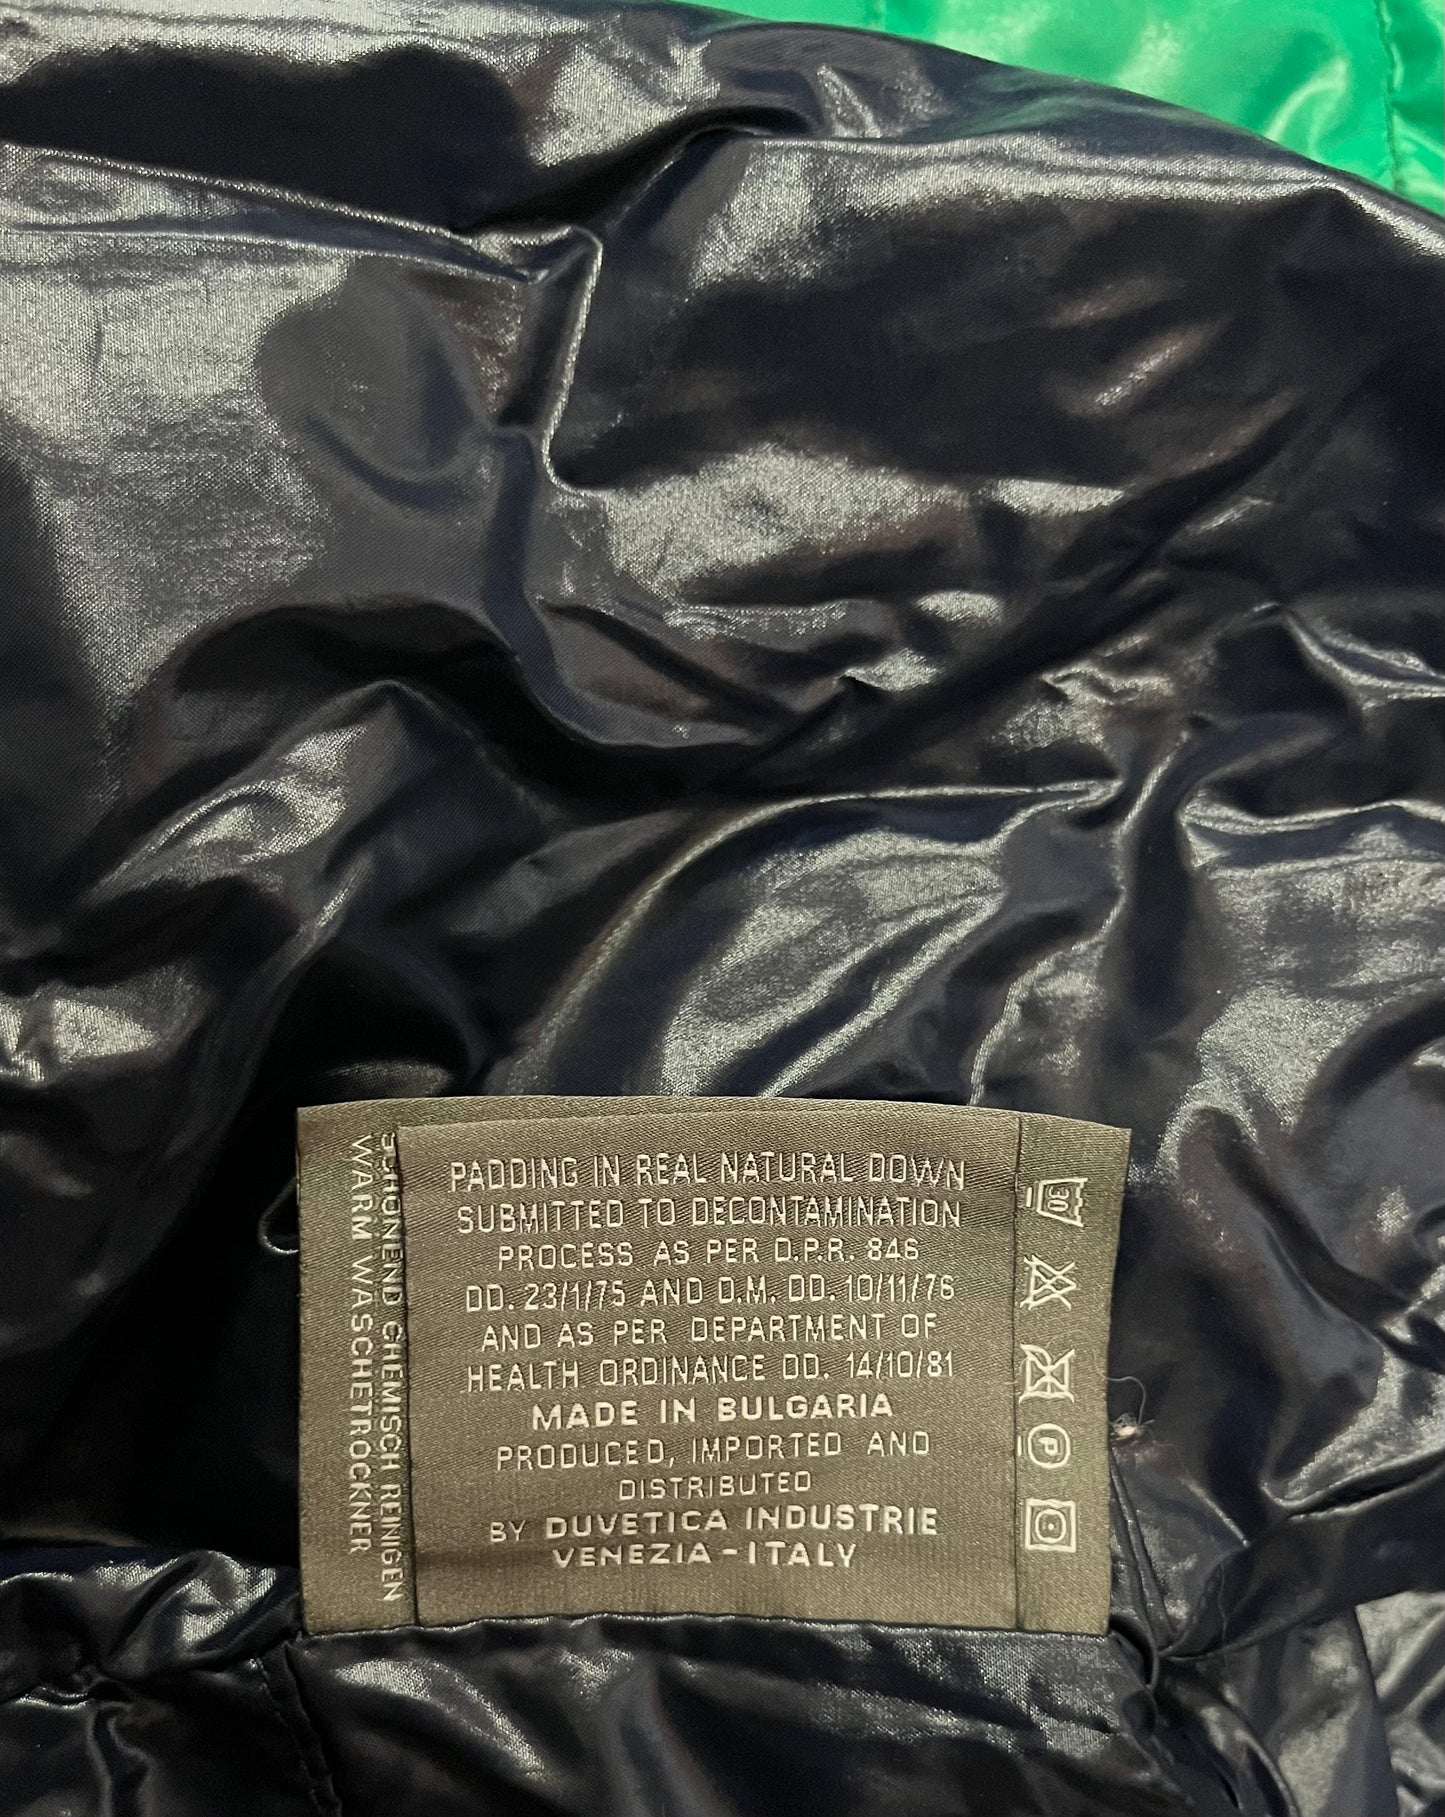 PADDING IN REAL NATURAL DOWN
SUBMITTED TO DECONTAMINATION
PROCESS AS PER D.P.R. 846
DD. 23/1/75 AND D.M. DD. 10/11/76
AND AS PER DEPARTMENT OF
HEALTH ORDINANCE DD. 14/10/81
MADE IN BULGARIA
PRODUCED, IMPORTED AND
DISTRIBUTED
BY DUVETICA INDUSTRIE
VENEZIA-ITALY
SCHONEND CHEMISCH REINIGEN
WARM WASCHETROCKNER
30
P